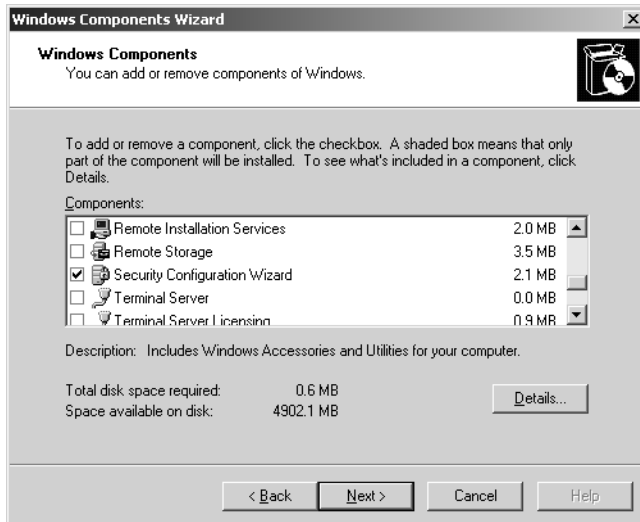 Windows Components Wizard
Windows Components
You can add or remove components of Windows.
To add or remove a component, click the checkbox. A shaded box means that only
part of the component will be installed. To see what's included in a component, click
Details.
Components:
Remote Installation Services 2.0 MB
Remote Storage 3.5 MB
Security Configuration Wizard 2.1 MB
Terminal Server 0.0 MB
Terminal Server Licensing 0.9 MB
Description: Includes Windows Accessories and Utilities for your computer.
Total disk space required: 0.6 MB
Space available on disk: 4902.1 MB
Details...
< Back Next > Cancel Help